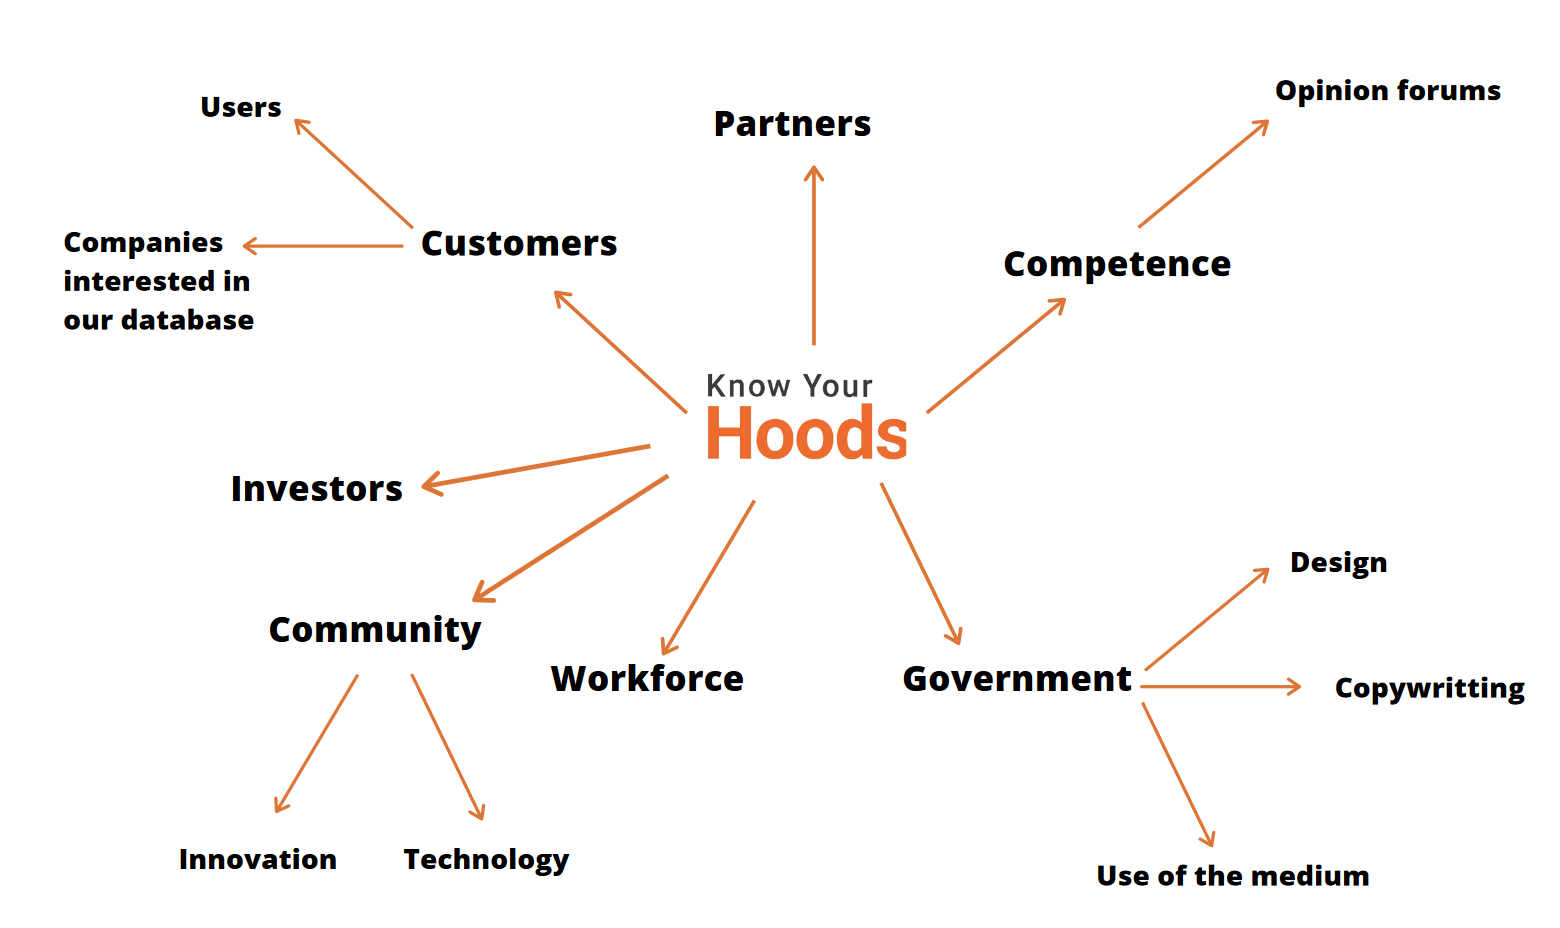 Opinion forums
Users
Partners
Companies
interested in
our database
Customers
Competence
Know Your
Hoods
Investors
Design
Community
Workforce
Government
Copywritting
Innovation
Technology
Use of the medium